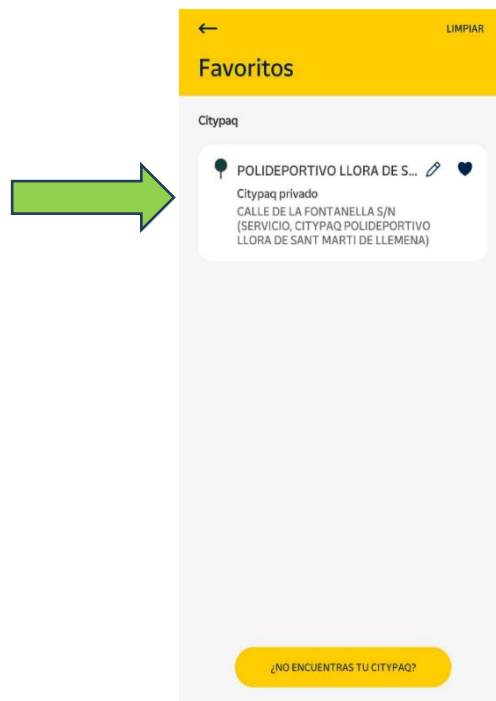 LIMPIAR
Favoritos
Citypaq
POLIDEPORTIVO LLORA DE S...
Citypaq privado
CALLE DE LA FONTANELLA S/N
(SERVICIO, CITYPAQ POLIDEPORTIVO
LLORA DE SANT MARTI DE LLEMENA)
¿NO ENCUENTRAS TU CITYPAQ?